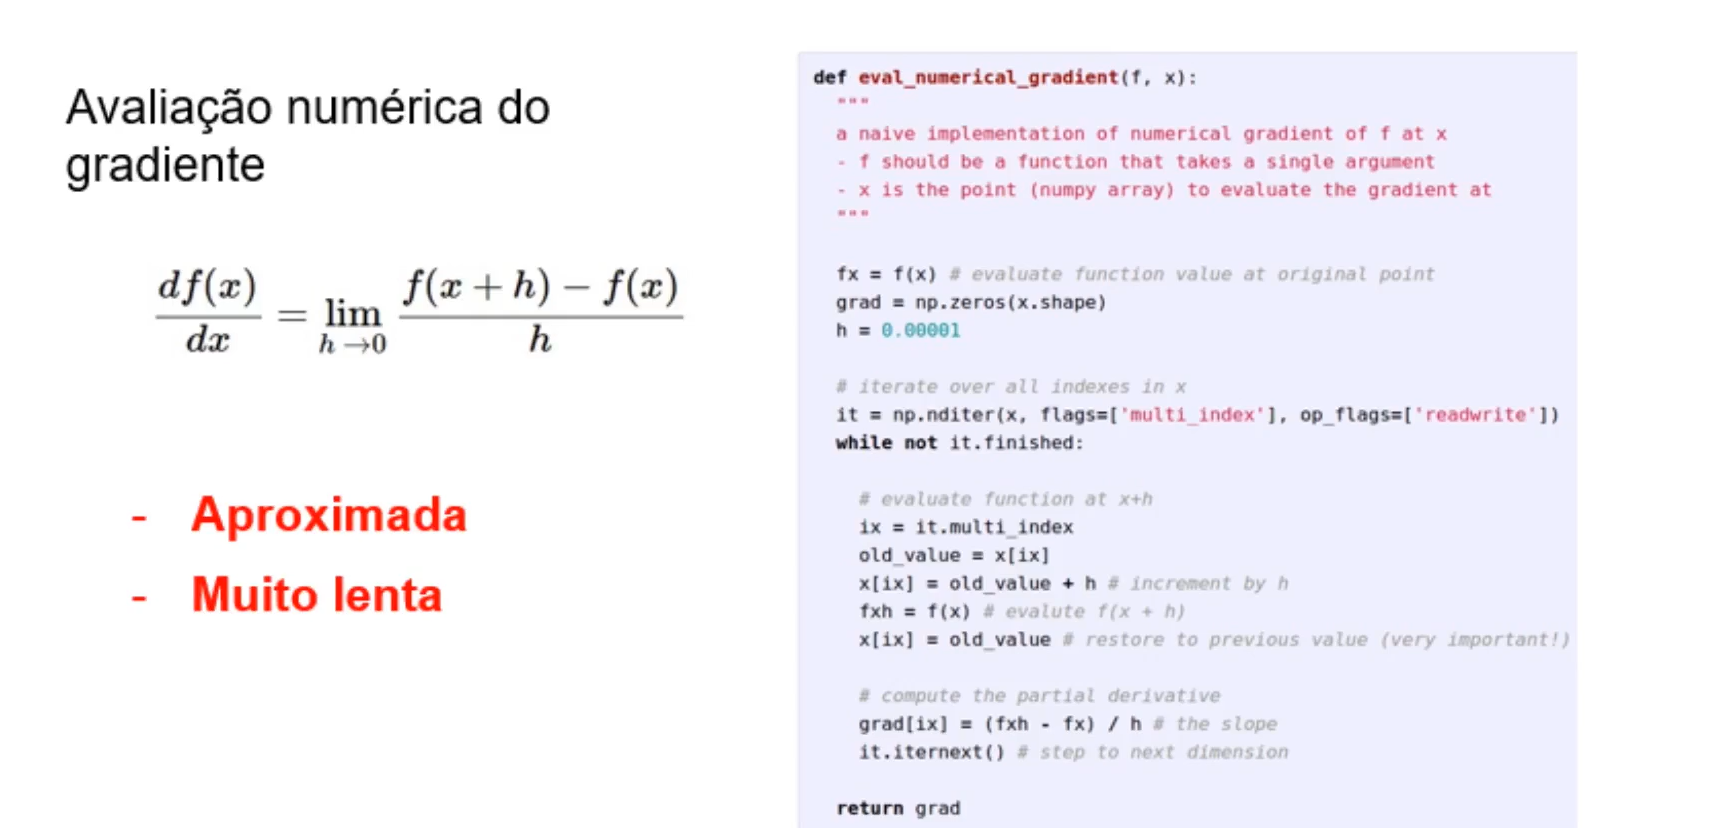 Avaliação numérica do
gradiente
df(x)/dx = lim h→0 f(x + h) − f(x)/h
- Aproximada
- Muito lenta
def eval_numerical_gradient(f, x):
"""
a naive implementation of numerical gradient of f at x
- f should be a function that takes a single argument
- x is the point (numpy array) to evaluate the gradient at
"""
fx = f(x) # evaluate function value at original point
grad = np.zeros(x.shape)
h = 0.00001
# iterate over all indexes in x
it = np.nditer(x, flags=['multi_index'], op_flags=['readwrite'])
while not it.finished:
# evaluate function at x+h
ix = it.multi_index
old_value = x[ix]
x[ix] = old_value + h # increment by h
fxh = f(x) # evalute f(x + h)
x[ix] = old_value # restore to previous value (very important!)
# compute the partial derivative
grad[ix] = (fxh - fx) / h # the slope
it.iternext() # step to next dimension
return grad